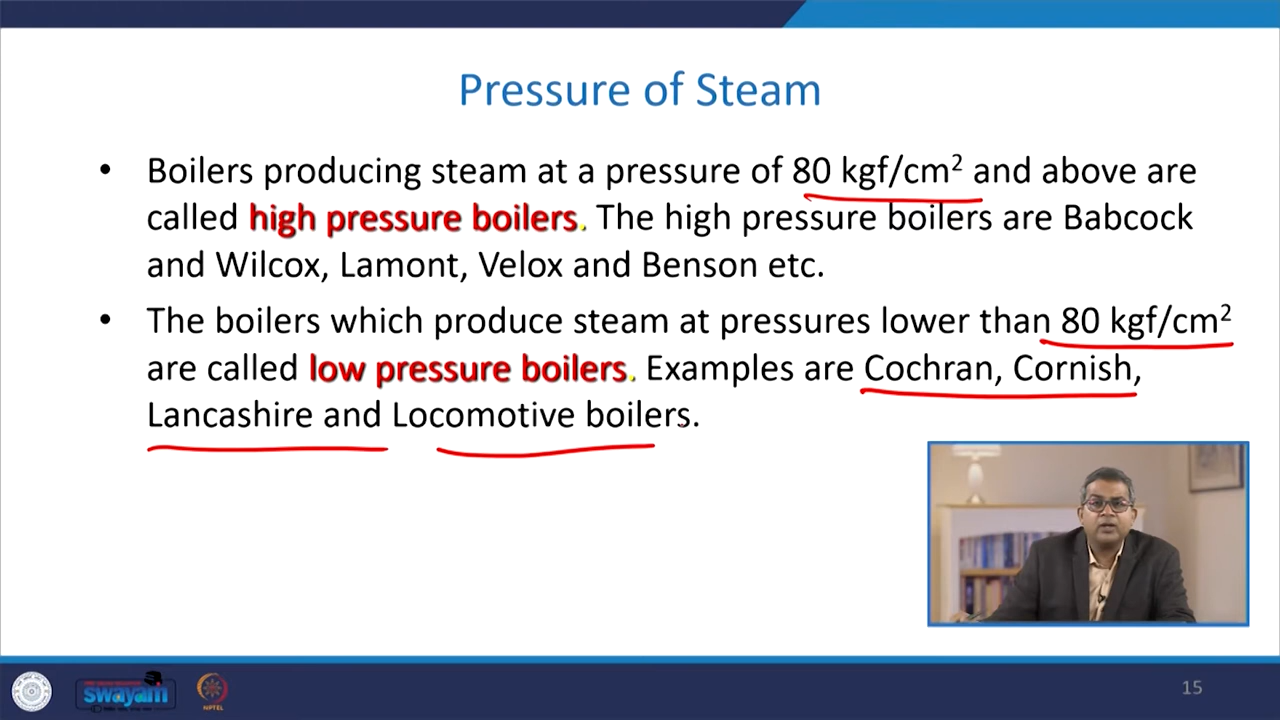 Pressure of Steam
• Boilers producing steam at a pressure of 80 kgf/cm² and above are
called high pressure boilers. The high pressure boilers are Babcock
and Wilcox, Lamont, Velox and Benson etc.
• The boilers which produce steam at pressures lower than 80 kgf/cm²
are called low pressure boilers. Examples are Cochran, Cornish,
Lancashire and Locomotive boilers.
swayam
NPTEL
15